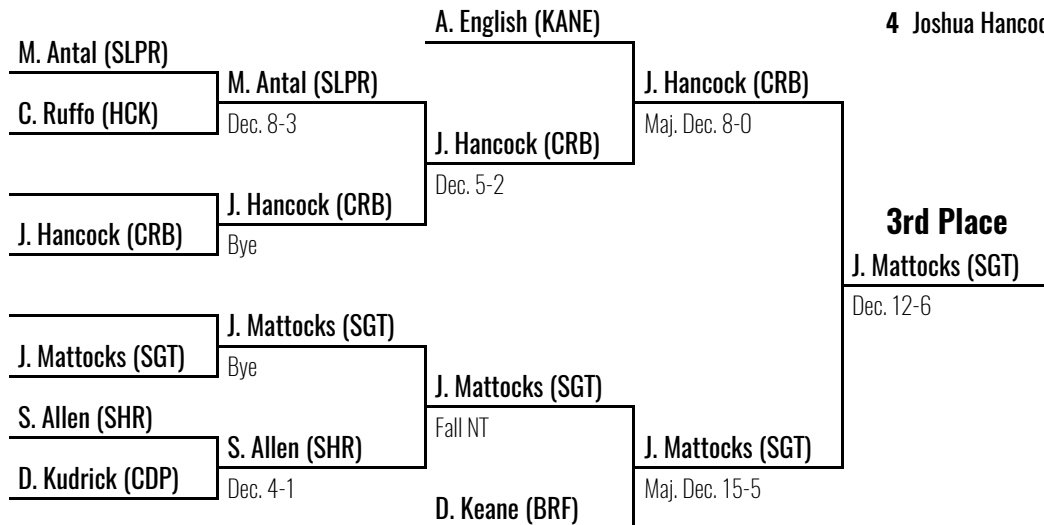 A. English (KANE)
4 Joshua
M. Antal (SLPR)
M. Antal (SLPR)
J. Hancock (CRB)
C. Ruffo (HCK)
Dec. 8-3
Maj. Dec. 8-0
J. Hancock (CRB)
Dec. 5-2
J. Hancock (CRB)
J. Hancock (CRB)
Bye
3rd Place
J. Mattocks (SGT)
Dec. 12-6
J. Mattocks (SGT)
J. Mattocks (SGT)
Bye
J. Mattocks (SGT)
Fall NT
S. Allen (SHR)
S. Allen (SHR)
J. Mattocks (SGT)
D. Kudrick (CDP)
Dec. 4-1
Maj. Dec. 15-5
D. Keane (BRF)